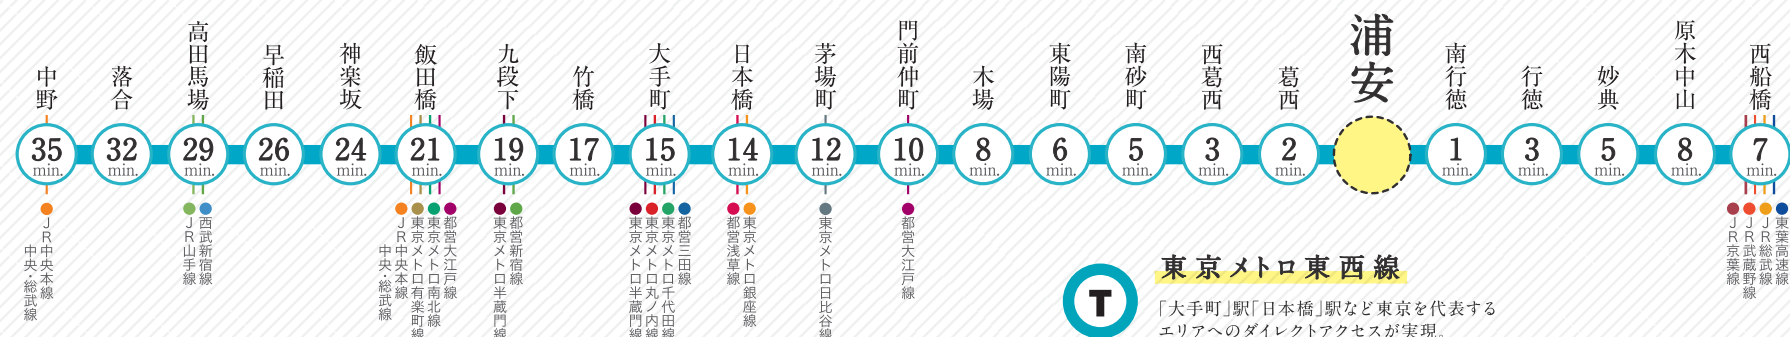 中野
落合
高田馬場
早稲田
神楽坂
飯田橋
九段下
竹橋
大手町
日本橋
茅場町
門前仲町
木場
東陽町
南砂町
西葛西
葛西
浦安
南行徳
行徳
妙典
原木中山
西船橋
35 min.
32 min.
29 min.
26 min.
24 min.
21 min.
19 min.
17 min.
15 min.
14 min.
12 min.
10 min.
8 min.
6 min.
5 min.
3 min.
2 min.
1 min.
3 min.
5 min.
8 min.
7 min.
JR中央本線
中央・総武線
JR山手線
西武新宿線
JR中央本線
中央・総武線
東京メトロ有楽町線
東京メトロ南北線
都営大江戸線
東京メトロ半蔵門線
都営新宿線
東京メトロ半蔵門線
東京メトロ丸ノ内線
東京メトロ千代田線
都営三田線
都営浅草線
東京メトロ銀座線
東京メトロ日比谷線
都営大江戸線
JR京葉線
JR武蔵野線
JR総武線
東葉高速線
T
東京メトロ東西線
「大手町」駅「日本橋」駅など東京を代表する
エリアへのダイレクトアクセスが実現。